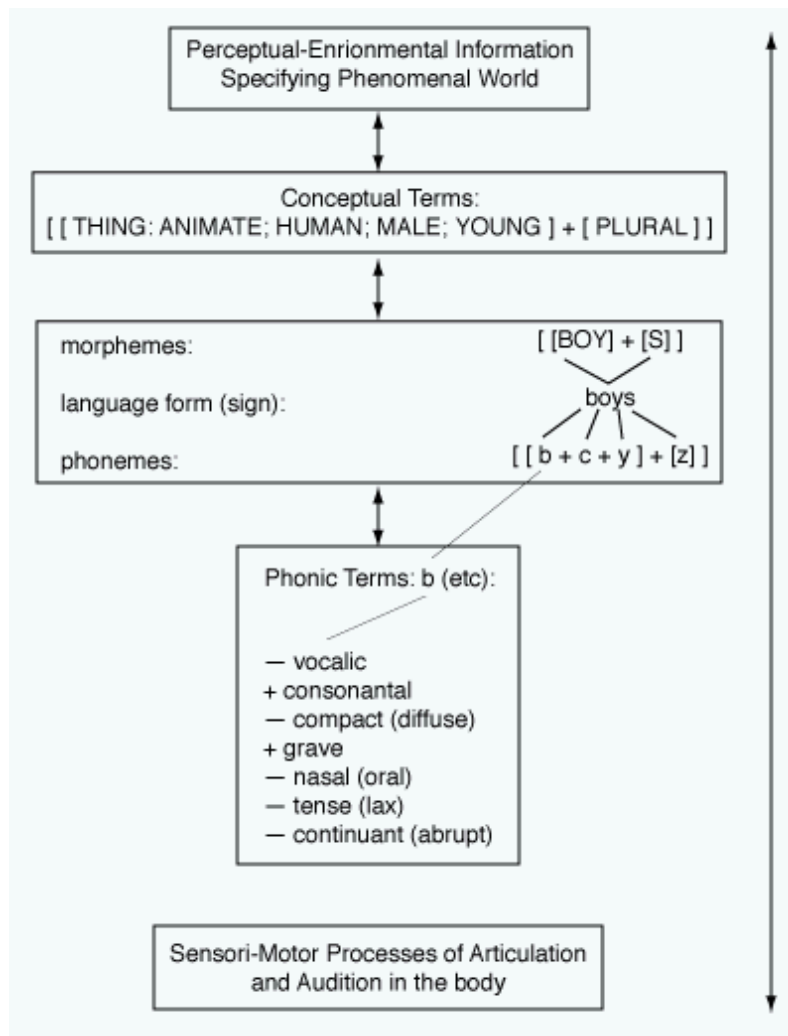 Perceptual-Enrionmental Information
Specifying Phenomenal World
Conceptual Terms:
[ [ THING: ANIMATE; HUMAN; MALE; YOUNG ] + [ PLURAL ] ]
morphemes: [ [BOY] + [S] ]
language form (sign): boys
phonemes: [ [ b + c + y ] + [z] ]
Phonic Terms: b (etc):
— vocalic
+ consonantal
— compact (diffuse)
+ grave
— nasal (oral)
— tense (lax)
— continuant (abrupt)
Sensori-Motor Processes of Articulation
and Audition in the body